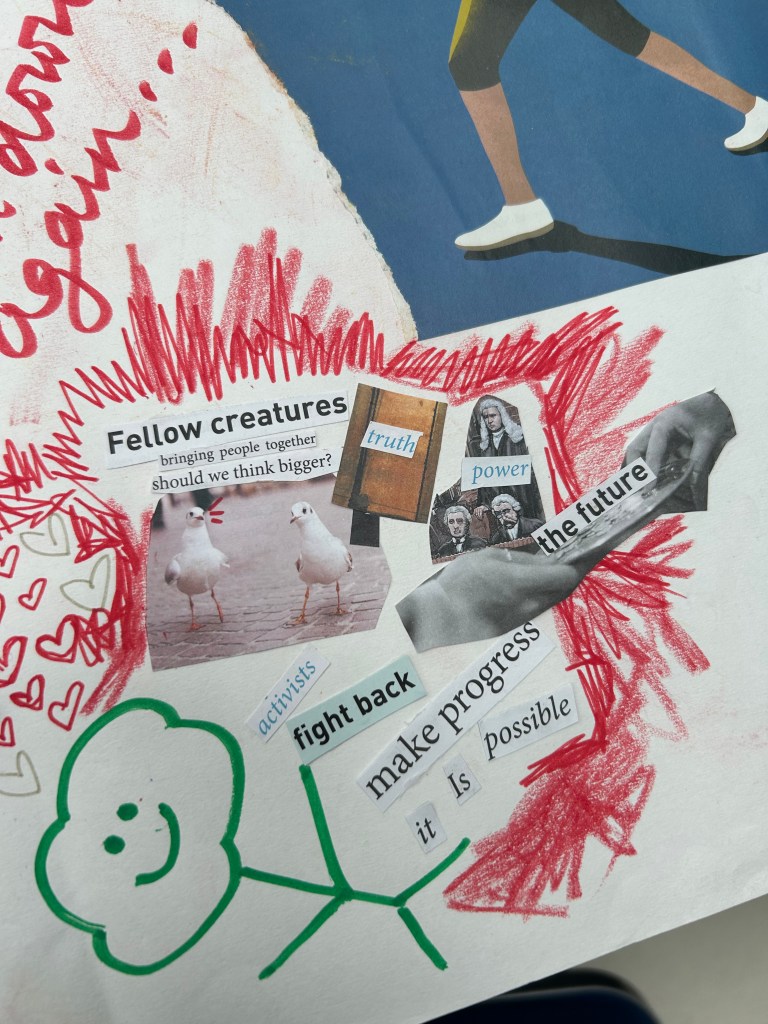 down
again...
Fellow creatures
bringing people together
should we think bigger?
truth
power
the future
activists
fight back
make progress
it Is possible